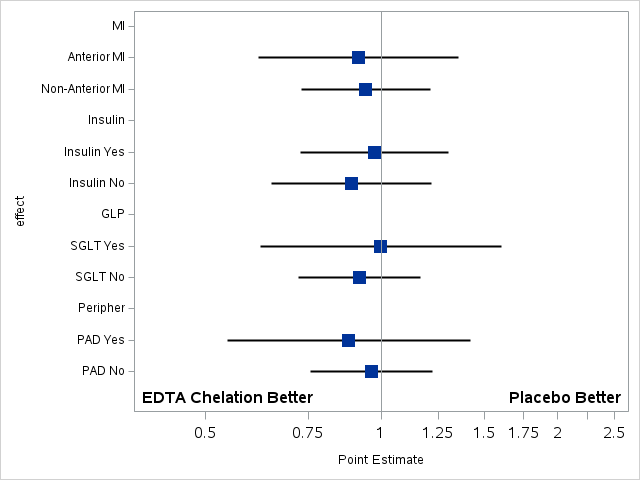 MI
Anterior MI
Non-Anterior MI
Insulin
Insulin Yes
Insulin No
GLP
SGLT Yes
SGLT No
Peripher
PAD Yes
PAD No
effect
EDTA Chelation Better Placebo Better
0.5 0.75 1 1.25 1.5 1.75 2 2.5
Point Estimate